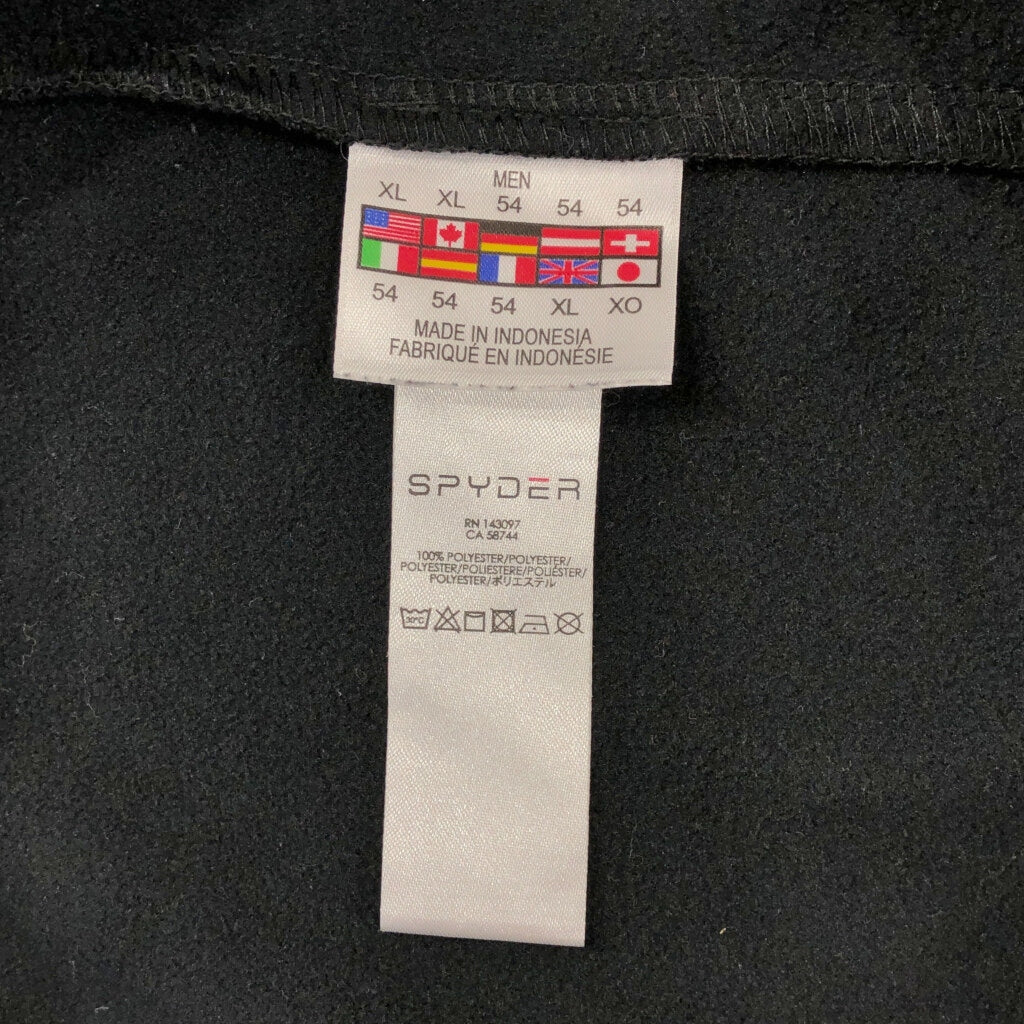 MEN
XL XL 54 54 54
54 54 54 XL XO
MADE IN INDONESIA
FABRIQUÉ EN INDONÉSIE
SPYDER
RN 143097
CA 58744
100% POLYESTER/POLYESTER/
POLYESTER/POLIESTERE/POLIÉSTER/
POLYESTER/ポリエステル
30°C